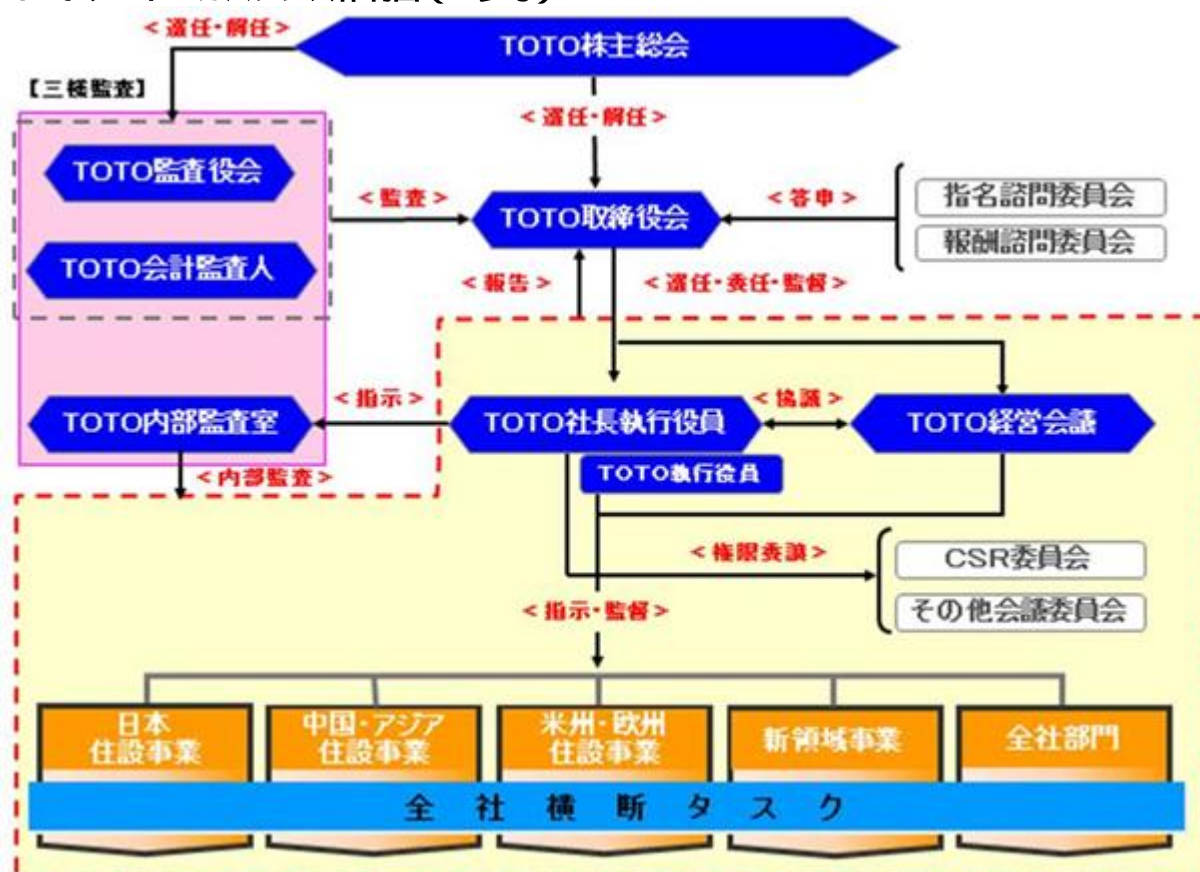 TOTO株主総会
<選任・解任>
【三様監査】
<選任・解任>
TOTO監査役会
<監査>
TOTO取締役会
<答申>
指名諮問委員会
報酬諮問委員会
TOTO会計監査人
<報告>
<選任・委任・監督>
TOTO内部監査室
<指示>
TOTO社長執行役員
<協議>
TOTO経営会議
TOTO執行役員
<内部監査>
<権限委譲>
CSR委員会
その他会議委員会
<指示・監督>
日本
住設事業
中国・アジア
住設事業
米州・欧州
住設事業
新領域事業
全社部門
全社横断タスク